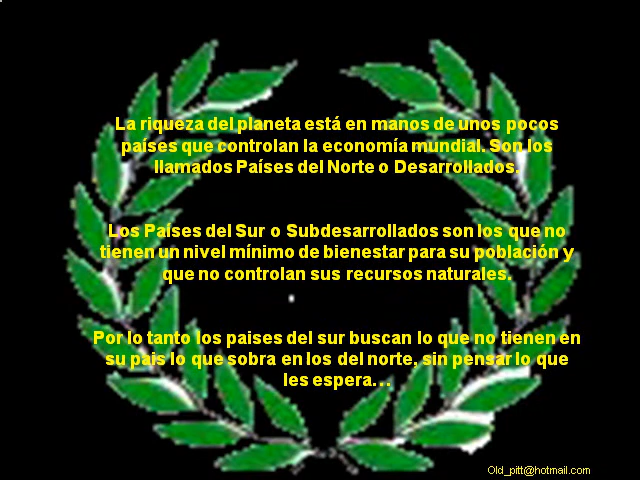 La riqueza del planeta está en manos de unos pocos
países que controlan la economía mundial. Son los
llamados Países del Norte o Desarrollados.
Los Países del Sur o Subdesarrollados son los que no
tienen un nivel mínimo de bienestar para su población y
que no controlan sus recursos naturales.
Por lo tanto los paises del sur buscan lo que no tienen en
su pais lo que sobra en los del norte, sin pensar lo que
les espera…
Old_pitt@hotmail.com